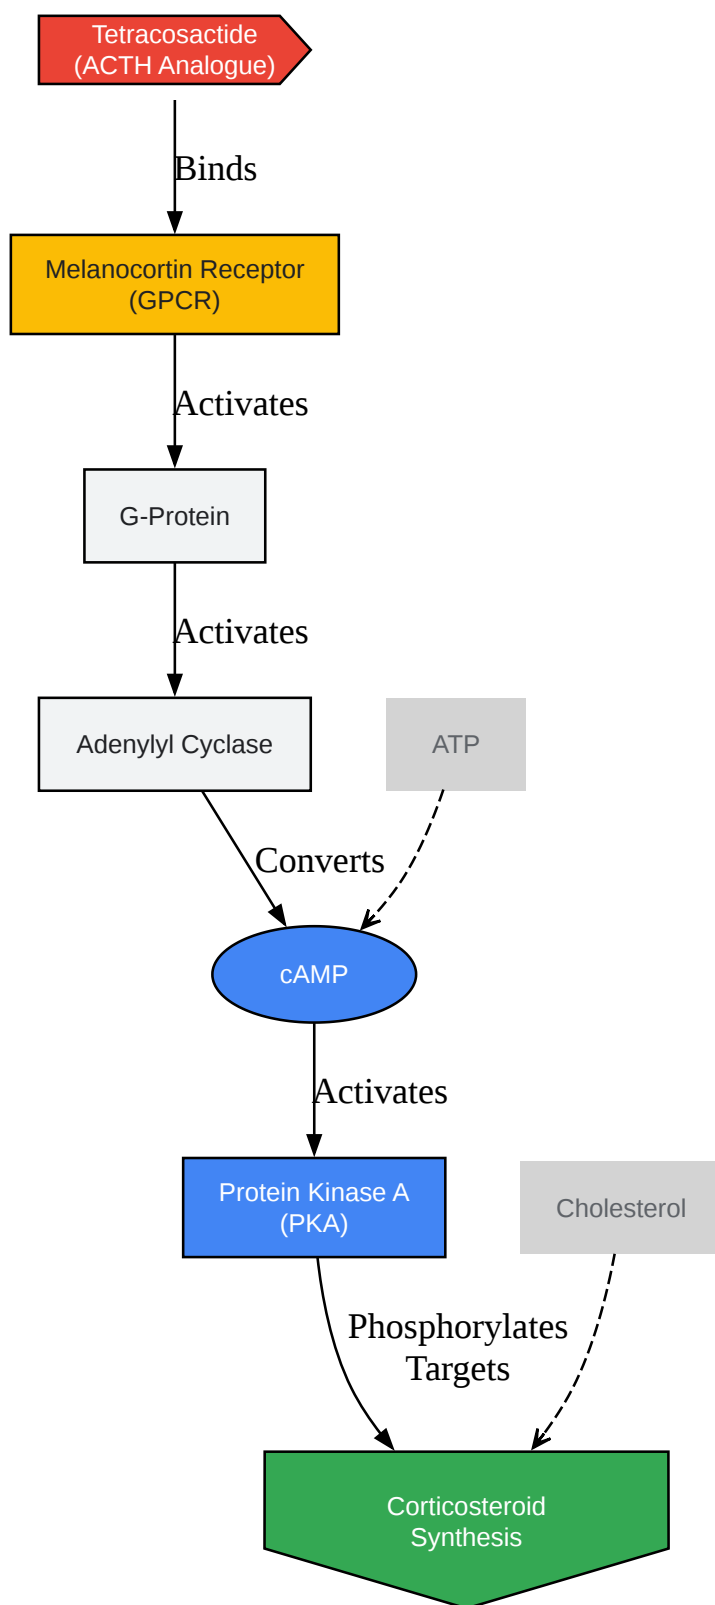 Tetracosactide
(ACTH Analogue)
Binds
Melanocortin Receptor
(GPCR)
Activates
G-Protein
Activates
Adenylyl Cyclase
ATP
Converts
cAMP
Activates
Protein Kinase A
(PKA)
Cholesterol
Phosphorylates
Targets
Corticosteroid
Synthesis